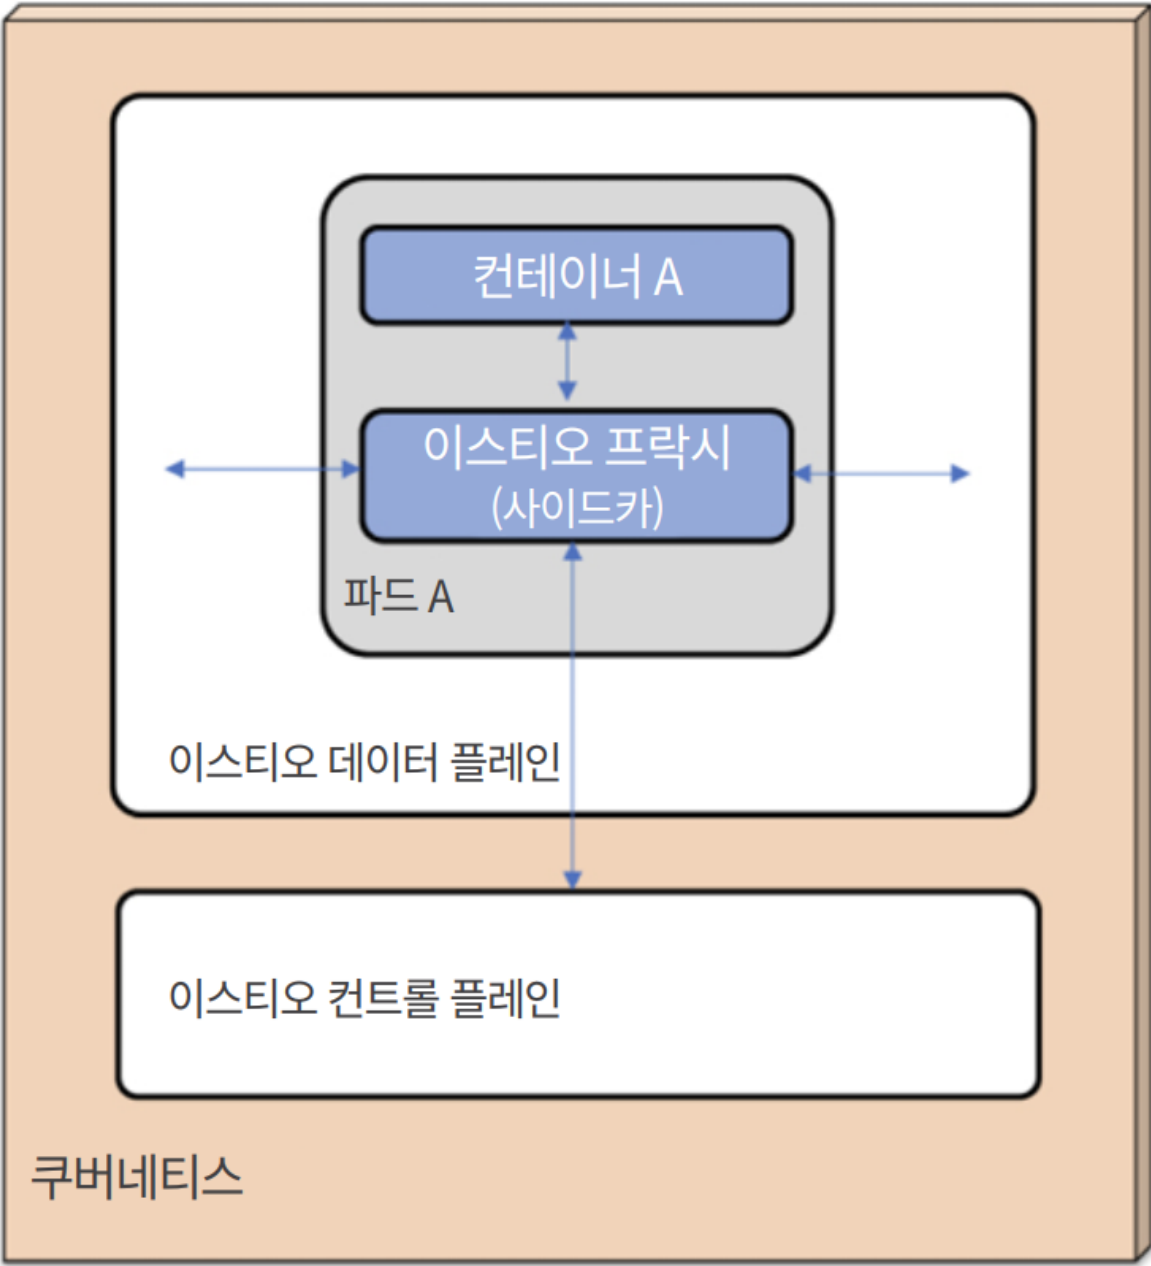 컨테이너 A
이스티오 프락시
(사이드카)
파드 A
이스티오 데이터 플레인
이스티오 컨트롤 플레인
쿠버네티스